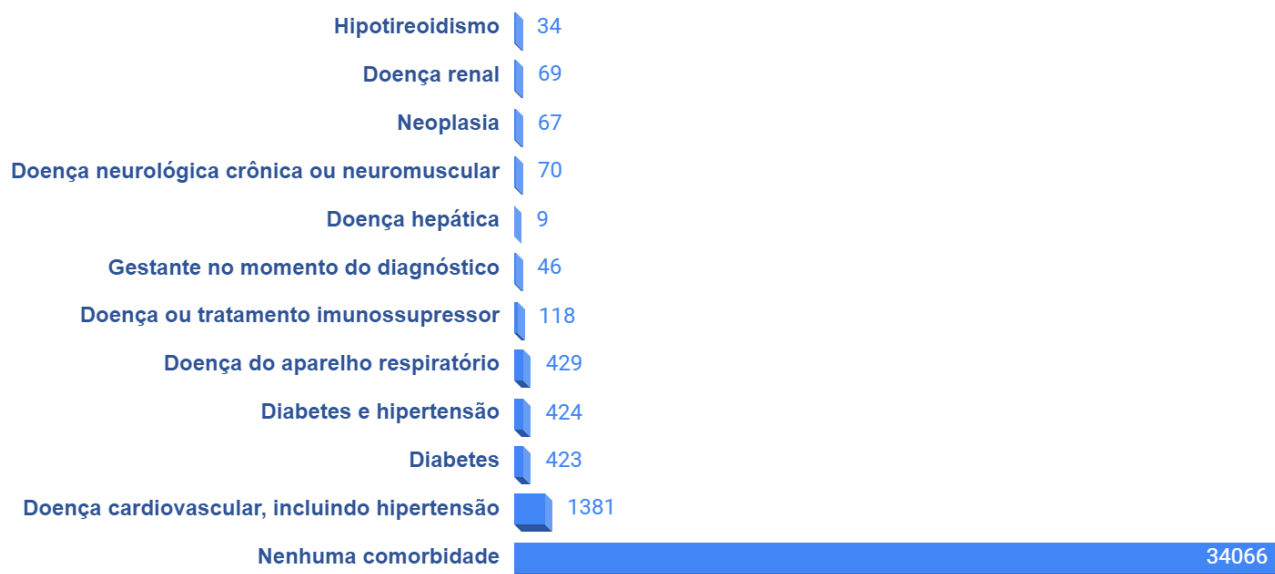 Hipotireoidismo 34
Doença renal 69
Neoplasia 67
Doença neurológica crônica ou neuromuscular 70
Doença hepática 9
Gestante no momento do diagnóstico 46
Doença ou tratamento imunossupressor 118
Doença do aparelho respiratório 429
Diabetes e hipertensão 424
Diabetes 423
Doença cardiovascular, incluindo hipertensão 1381
Nenhuma comorbidade 34066